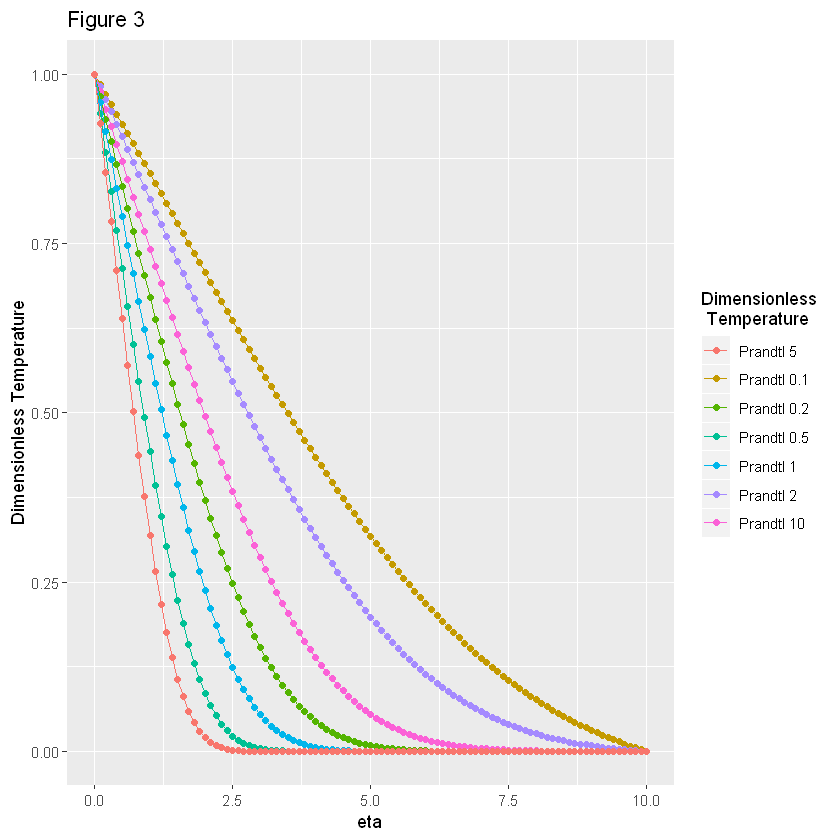 Figure 3
Dimensionless Temperature
1.00
0.75
0.50
0.25
0.00
0.0
2.5
5.0
7.5
10.0
eta
Dimensionless
Temperature
Prandtl 5
Prandtl 0.1
Prandtl 0.2
Prandtl 0.5
Prandtl 1
Prandtl 2
Prandtl 10